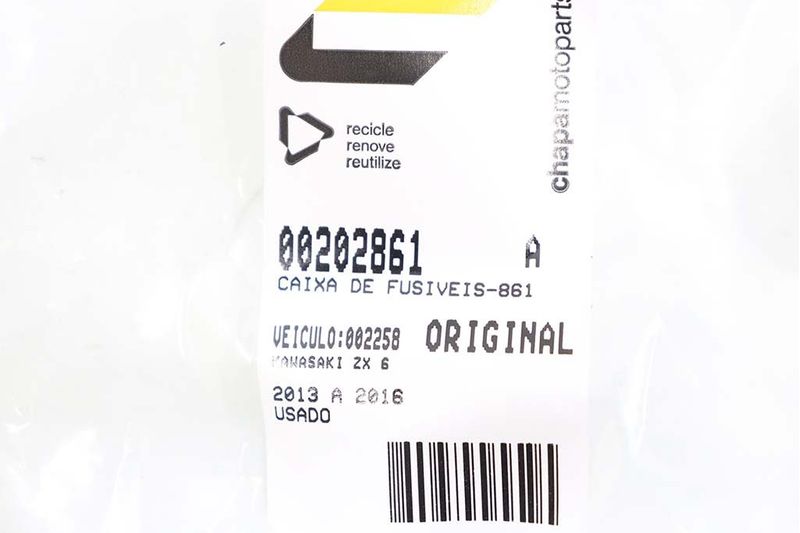 chapamotoparts
recicle
renove
reutilize
00202861 A
CAIXA DE FUSIVEIS-861
VEICULO:002258 ORIGINAL
KAWASAKI ZX 6
2013 A 2016
USADO